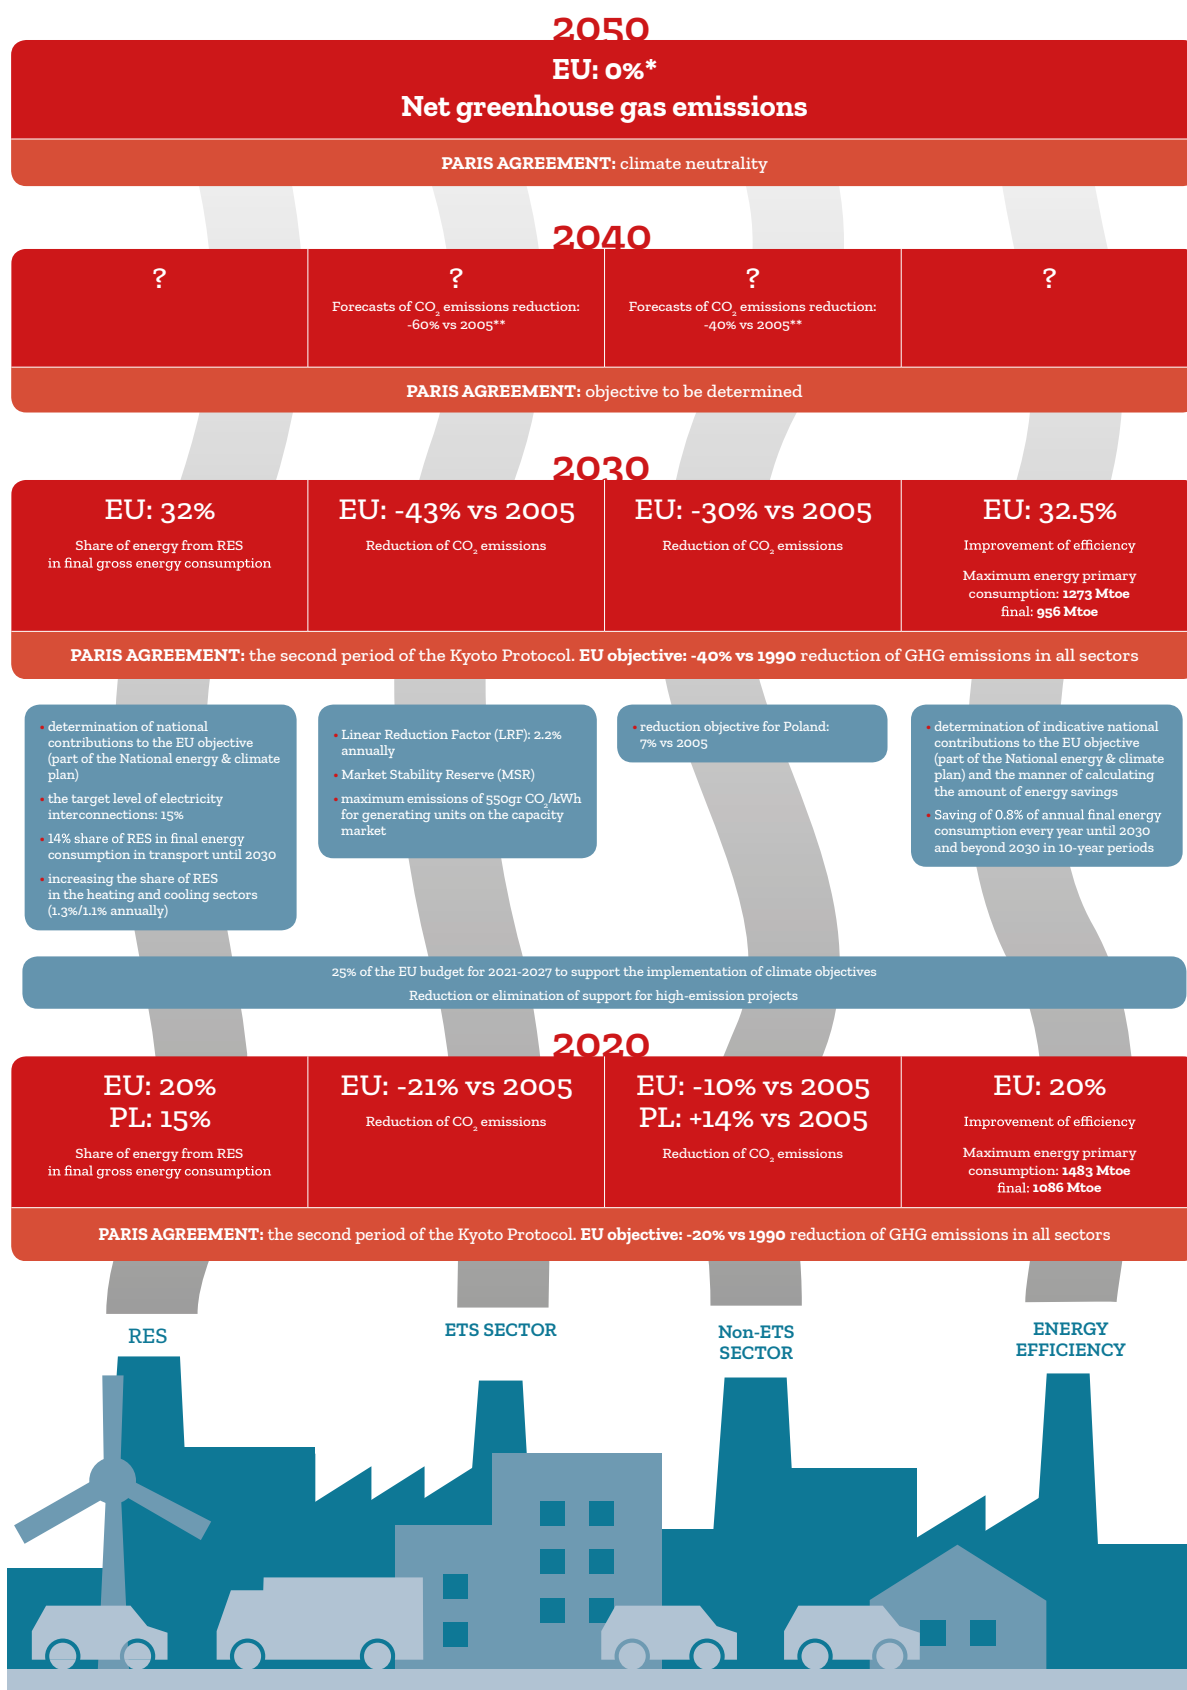 2050
EU: 0%*
Net greenhouse gas emissions
PARIS AGREEMENT: climate neutrality
2040
?
?
Forecasts of CO₂ emissions reduction:
-60% vs 2005**
?
Forecasts of CO₂ emissions reduction:
-40% vs 2005**
?
PARIS AGREEMENT: objective to be determined
2030
EU: 32%
Share of energy from RES
in final gross energy consumption
EU: -43% vs 2005
Reduction of CO₂ emissions
EU: -30% vs 2005
Reduction of CO₂ emissions
EU: 32.5%
Improvement of efficiency
Maximum energy primary
consumption: 1273 Mtoe
final: 956 Mtoe
PARIS AGREEMENT: the second period of the Kyoto Protocol. EU objective: -40% vs 1990 reduction of GHG emissions in all sectors
• determination of national
contributions to the EU objective
(part of the National energy & climate
plan)
• the target level of electricity
interconnections: 15%
• 14% share of RES in final energy
consumption in transport until 2030
• increasing the share of RES
in the heating and cooling sectors
(1.3%/1.1% annually)
• Linear Reduction Factor (LRF): 2.2%
annually
• Market Stability Reserve (MSR)
• maximum emissions of 550gr CO₂/kWh
for generating units on the capacity
market
• reduction objective for Poland:
7% vs 2005
• determination of indicative national
contributions to the EU objective
(part of the National energy & climate
plan) and the manner of calculating
the amount of energy savings
• Saving of 0.8% of annual final energy
consumption every year until 2030
and beyond 2030 in 10-year periods
25% of the EU budget for 2021-2027 to support the implementation of climate objectives
Reduction or elimination of support for high-emission projects
2020
EU: 20%
PL: 15%
Share of energy from RES
in final gross energy consumption
EU: -21% vs 2005
Reduction of CO₂ emissions
EU: -10% vs 2005
PL: +14% vs 2005
Reduction of CO₂ emissions
EU: 20%
Improvement of efficiency
Maximum energy primary
consumption: 1483 Mtoe
final: 1086 Mtoe
PARIS AGREEMENT: the second period of the Kyoto Protocol. EU objective: -20% vs 1990 reduction of GHG emissions in all sectors
RES
ETS SECTOR
Non-ETS
SECTOR
ENERGY
EFFICIENCY